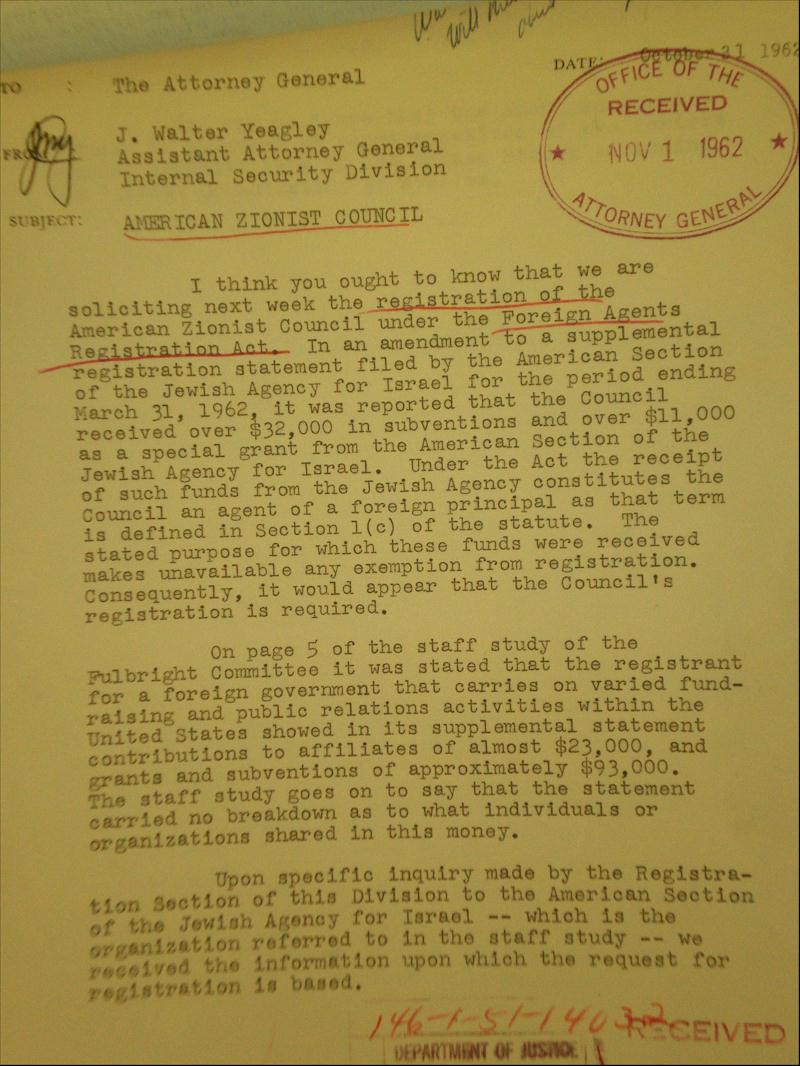 Will
DATE: October 31 1962
TO : The Attorney General
OFFICE OF THE
RECEIVED
NOV 1 1962
ATTORNEY GENERAL
J. Walter Yeagley
FROM
Assistant Attorney General
Internal Security Division
SUBJECT: AMERICAN ZIONIST COUNCIL
I think you ought to know that we are
soliciting next week the registration of the
American Zionist Council under the Foreign Agents
Registration Act. In an amendment to a supplemental
registration statement filed by the American Section
of the Jewish Agency for Israel for the period ending
March 31, 1962, it was reported that the Council
received over $32,000 in subventions and over $11,000
as a special grant from the American Section of the
Jewish Agency for Israel. Under the Act the receipt
of such funds from the Jewish Agency constitutes the
Council an agent of a foreign principal as that term
is defined in Section 1(c) of the statute. The
stated purpose for which these funds were received
makes unavailable any exemption from registration.
Consequently, it would appear that the Council's
registration is required.
On page 5 of the staff study of the
Fulbright Committee it was stated that the registrant
for a foreign government that carries on varied fund-
raising and public relations activities within the
United States showed in its supplemental statement
contributions to affiliates of almost $23,000, and
grants and subventions of approximately $93,000.
The staff study goes on to say that the statement
carried no breakdown as to what individuals or
organizations shared in this money.
Upon specific inquiry made by the Registra-
tion Section of this Division to the American Section
of the Jewish Agency for Israel -- which is the
organization referred to in the staff study -- we
received the information upon which the request for
registration is based.
146-1-51-14032
RECEIVED
DEPARTMENT OF JUSTICE